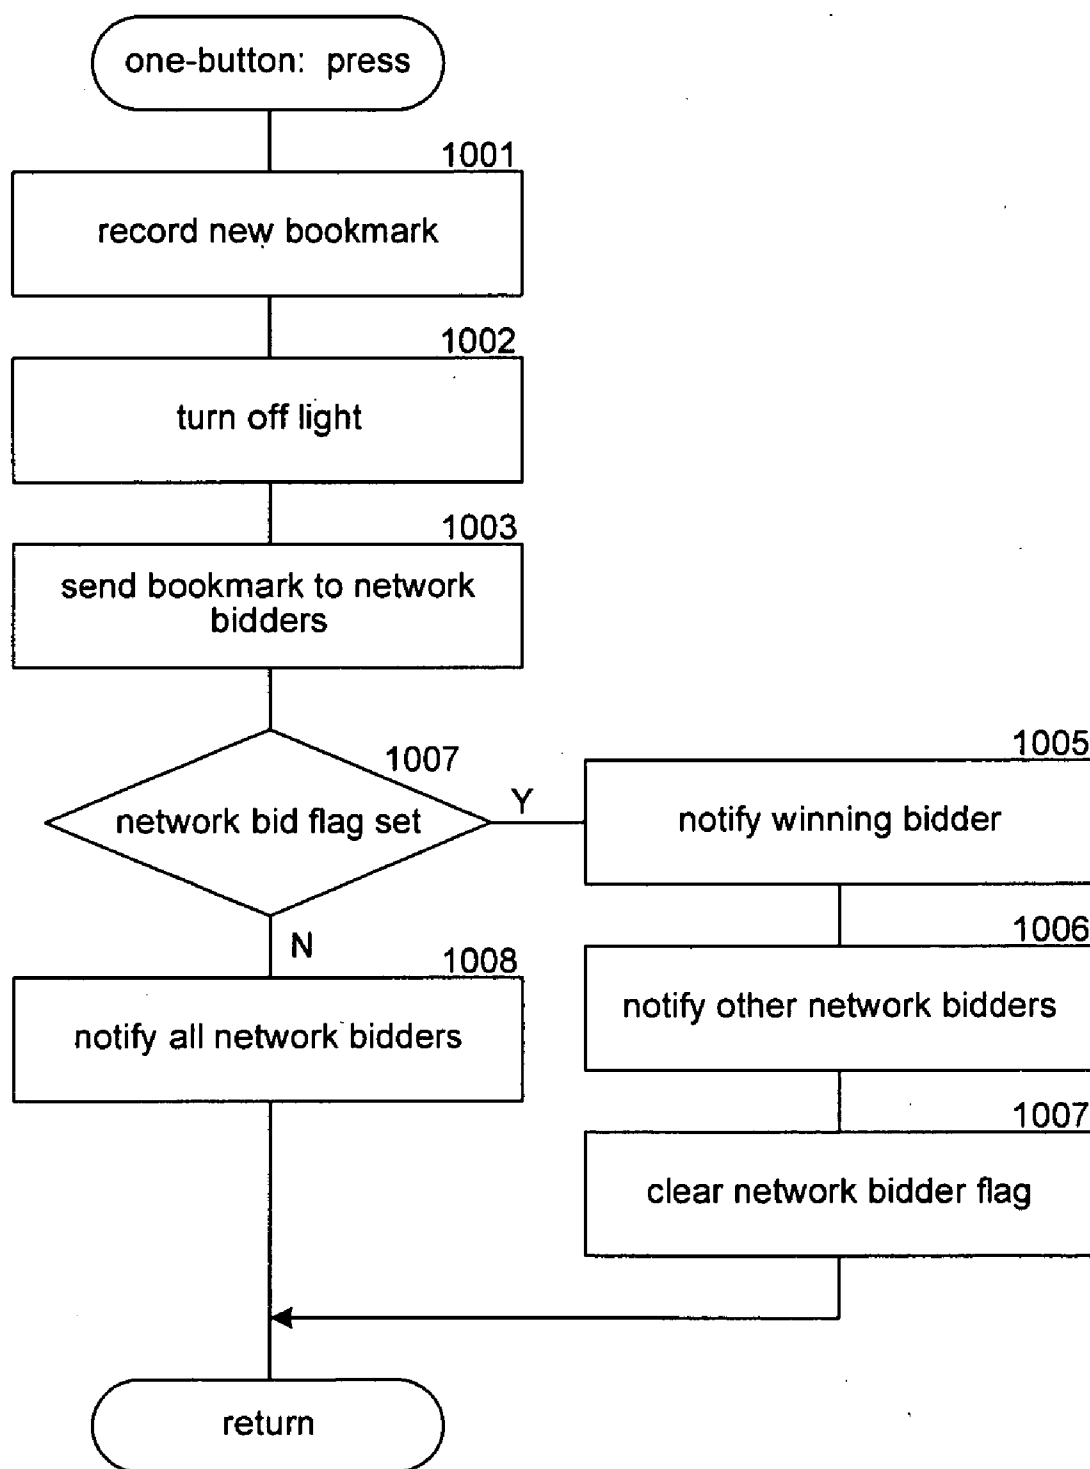 one-button: press
1001
record new bookmark
1002
turn off light
1003
send bookmark to network
bidders
1007
network bid flag set
Y
1005
notify winning bidder
1006
notify other network bidders
1007
clear network bidder flag
N
1008
notify all network bidders
return